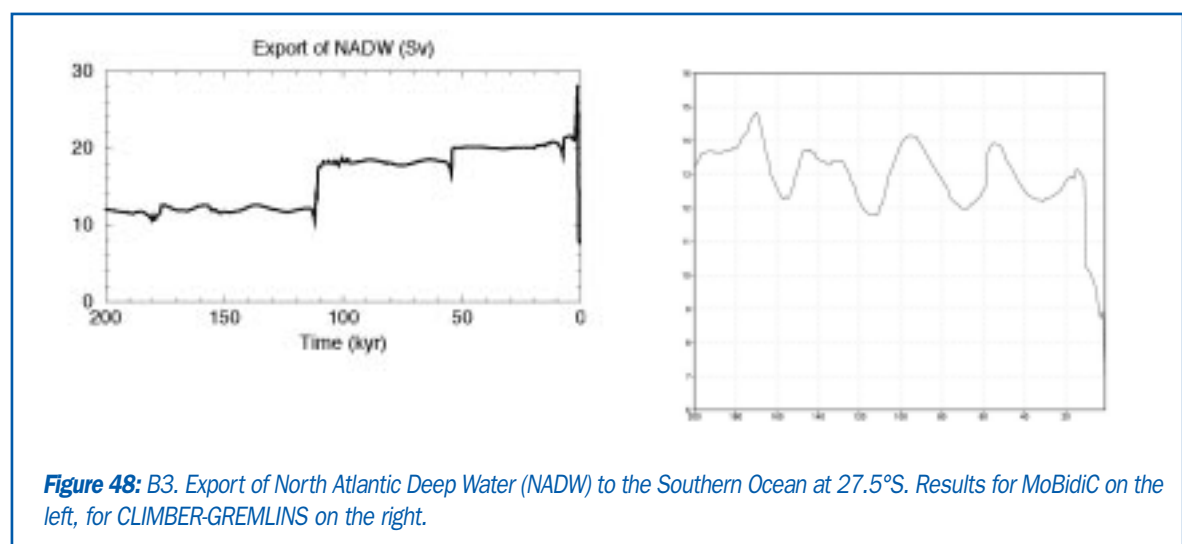 Export of NADW (Sv)
30
20
10
0
200 150 100 50 0
Time (kyr)
Figure 48: B3. Export of North Atlantic Deep Water (NADW) to the Southern Ocean at 27.5°S. Results for MoBidiC on the
left, for CLIMBER-GREMLINS on the right.